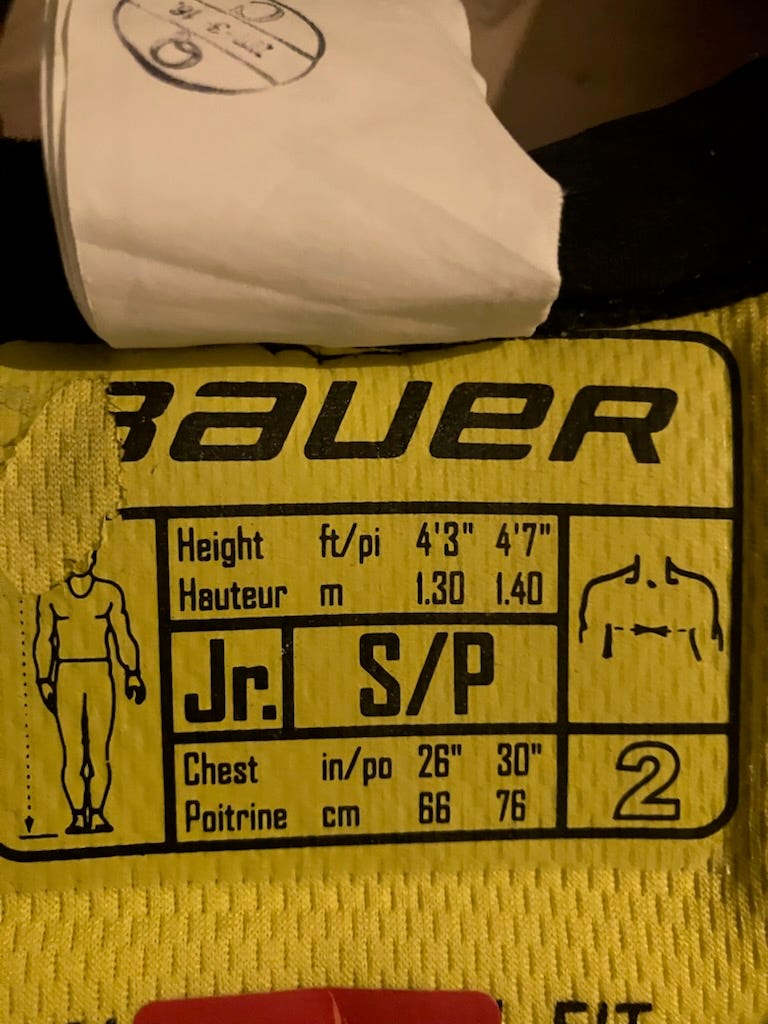 BAUER
Height ft/pi 4'3" 4'7"
Hauteur m 1.30 1.40
Jr. S/P
Chest in/po 26" 30"
Poitrine cm 66 76
2
FIT